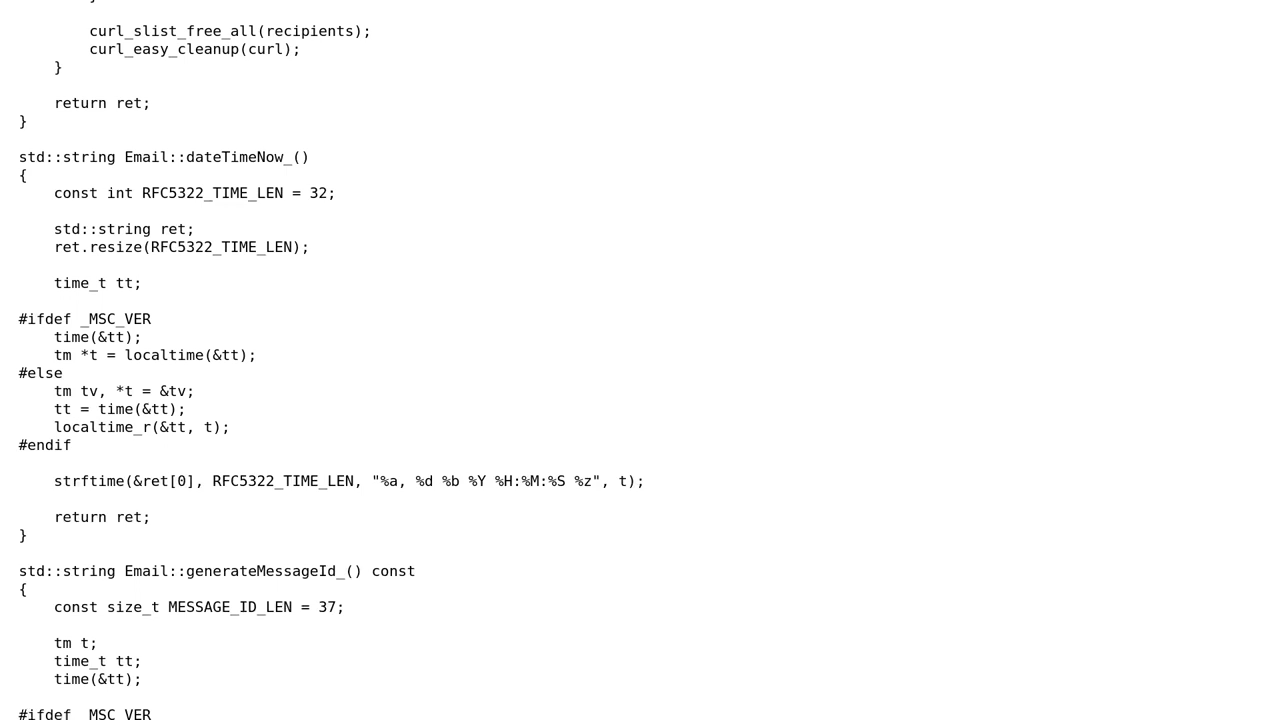 }
        curl_slist_free_all(recipients);
        curl_easy_cleanup(curl);
    }

    return ret;
}

std::string Email::dateTimeNow_()
{
    const int RFC5322_TIME_LEN = 32;

    std::string ret;
    ret.resize(RFC5322_TIME_LEN);

    time_t tt;

#ifdef _MSC_VER
    time(&tt);
    tm *t = localtime(&tt);
#else
    tm tv, *t = &tv;
    tt = time(&tt);
    localtime_r(&tt, t);
#endif

    strftime(&ret[0], RFC5322_TIME_LEN, "%a, %d %b %Y %H:%M:%S %z", t);

    return ret;
}

std::string Email::generateMessageId_() const
{
    const size_t MESSAGE_ID_LEN = 37;

    tm t;
    time_t tt;
    time(&tt);

#ifdef _MSC_VER